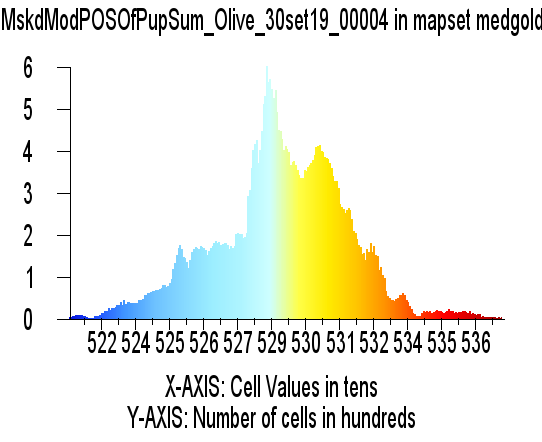 MskdModPOSOfPupSum_Olive_30set19_00004 in mapset medgold
6
5
4
3
2
1
0
522 524 525 526 527 529 530 531 532 534 535 536
X-AXIS: Cell Values in tens
Y-AXIS: Number of cells in hundreds